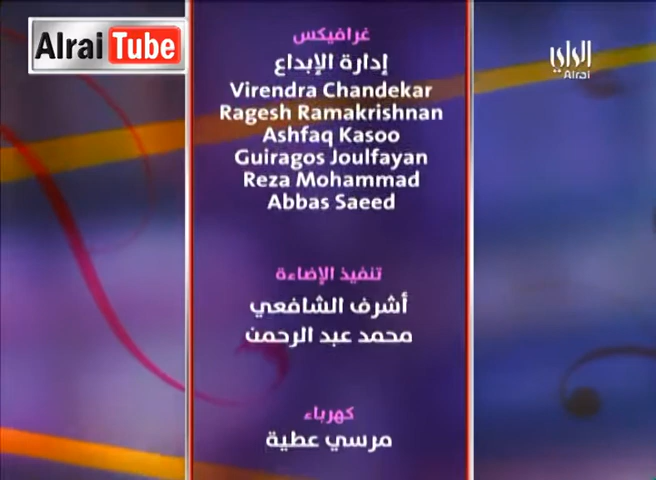 Alrai Tube
الراي
Alrai
غرافيكس
إدارة الإبداع
Virendra Chandekar
Ragesh Ramakrishnan
Ashfaq Kasoo
Guiragos Joulfayan
Reza Mohammad
Abbas Saeed
تنفيذ الإضاءة
أشرف الشافعي
محمد عبد الرحمن
كهرباء
مرسي عطية